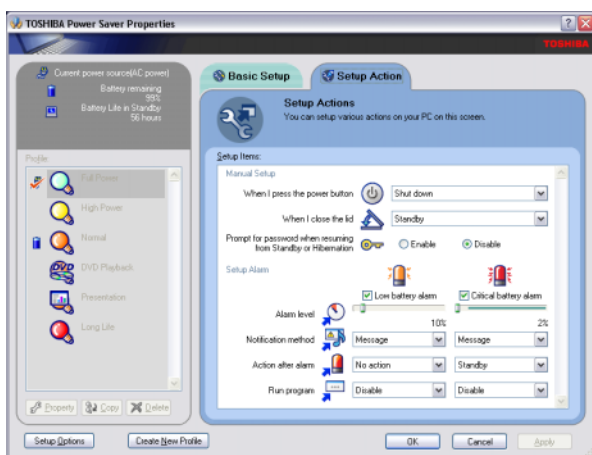 TOSHIBA Power Saver Properties
TOSHIBA
Current power source(AC power)
Battery remaining
99%
Battery Life in Standby
56 hours
Profile:
Full Power
High Power
Normal
DVD
DVD Playback
Presentation
Long Life
Property
Copy
Delete
Setup Options
Create New Profile
Basic Setup
Setup Action
Setup Actions
You can setup various actions on your PC on this screen.
Setup Items:
Manual Setup
When I press the power button
Shut down
When I close the lid
Standby
Prompt for password when resuming
from Standby or Hibernation
Enable
Disable
Setup Alarm
Low battery alarm
Critical battery alarm
Alarm level
10%
2%
Notification method
Message
Message
Action after alarm
No action
Standby
Run program
Disable
Disable
OK
Cancel
Apply